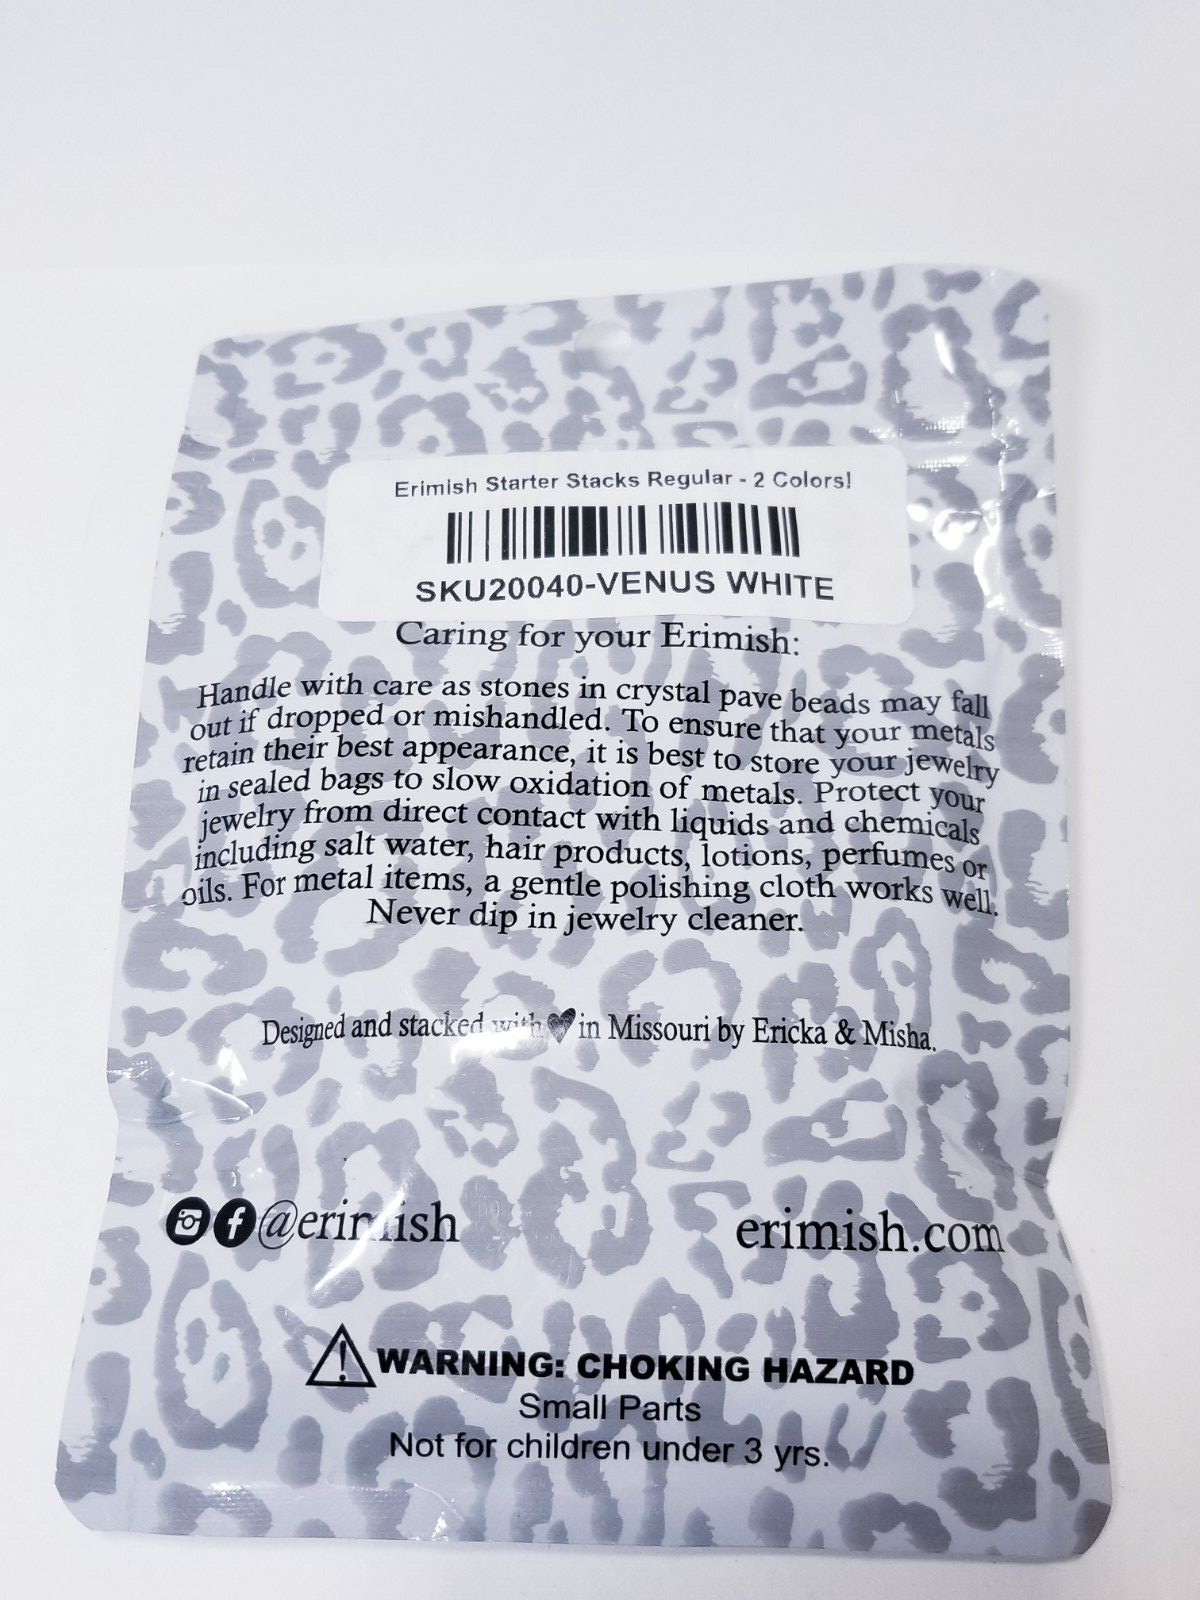 Erimish Starter Stacks Regular - 2 Colors!
SKU20040-VENUS WHITE
Caring for your Erimish:
Handle with care as stones in crystal pave beads may fall
out if dropped or mishandled. To ensure that your metals
retain their best appearance, it is best to store your jewelry
in sealed bags to slow oxidation of metals. Protect your
jewelry from direct contact with liquids and chemicals
including salt water, hair products, lotions, perfumes or
oils. For metal items, a gentle polishing cloth works well.
Never dip in jewelry cleaner.
Designed and stacked with ♥ in Missouri by Ericka & Misha.
@erimish
erimish.com
WARNING: CHOKING HAZARD
Small Parts
Not for children under 3 yrs.